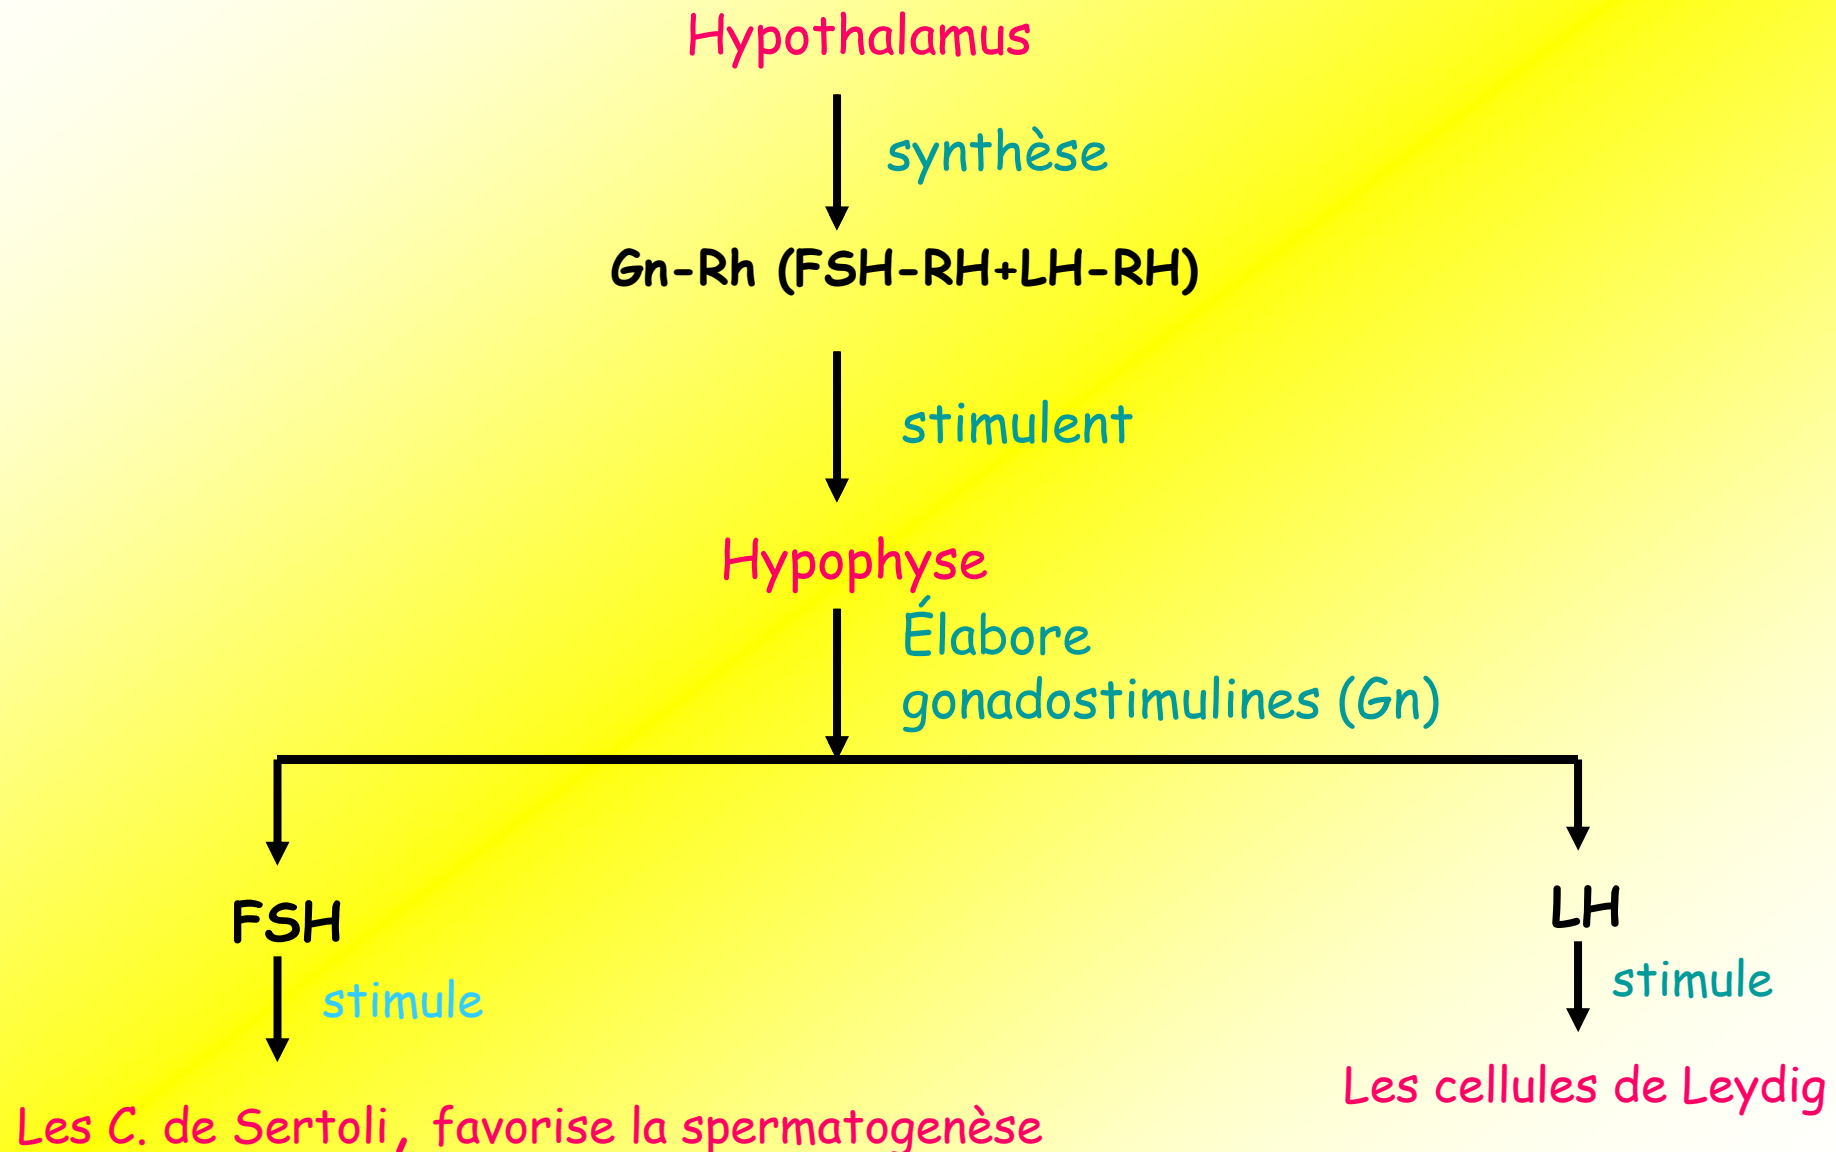 Hypothalamus
synthèse
Gn-Rh (FSH-RH+LH-RH)
stimulent
Hypophyse
Élabore
gonadostimulines (Gn)
FSH
LH
stimule
stimule
Les cellules de Leydig
Les C. de Sertoli, favorise la spermatogenèse